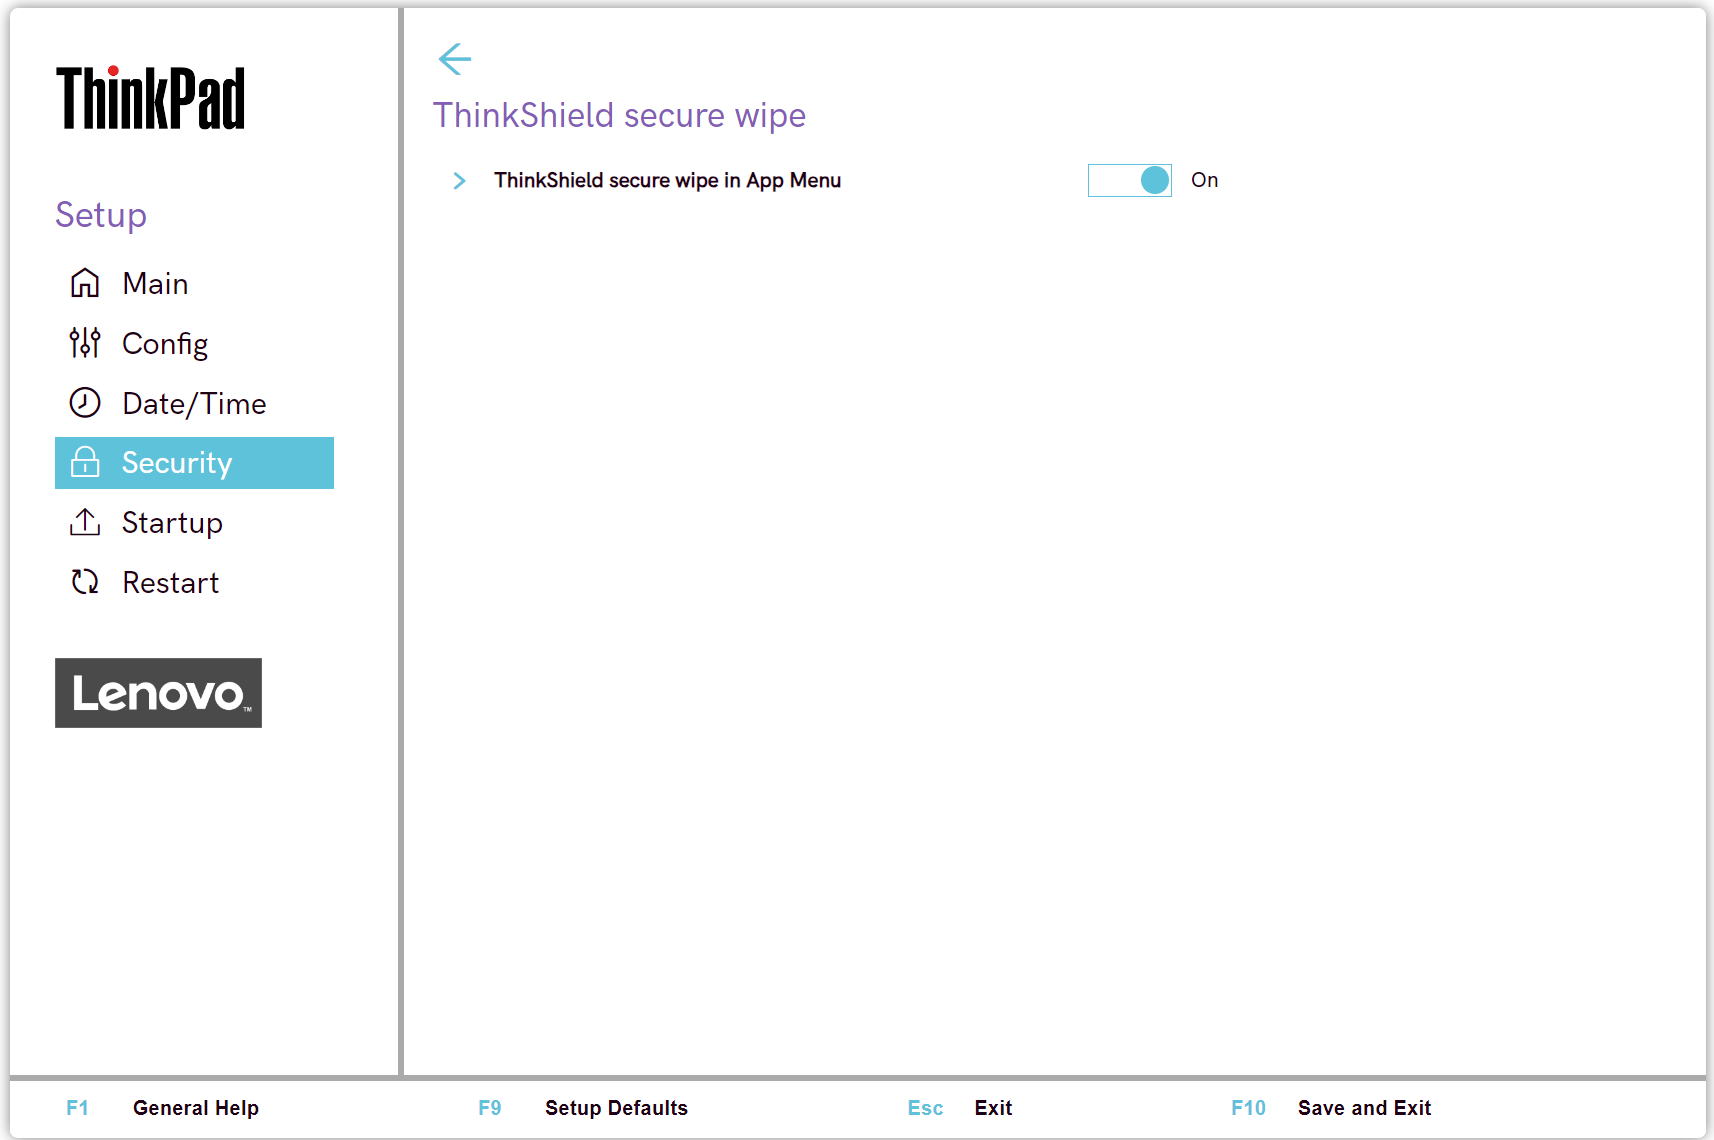 ThinkPad
Setup
Main
Config
Date/Time
Security
Startup
Restart
Lenovo™
ThinkShield secure wipe
ThinkShield secure wipe in App Menu On
F1 General Help F9 Setup Defaults Esc Exit F10 Save and Exit